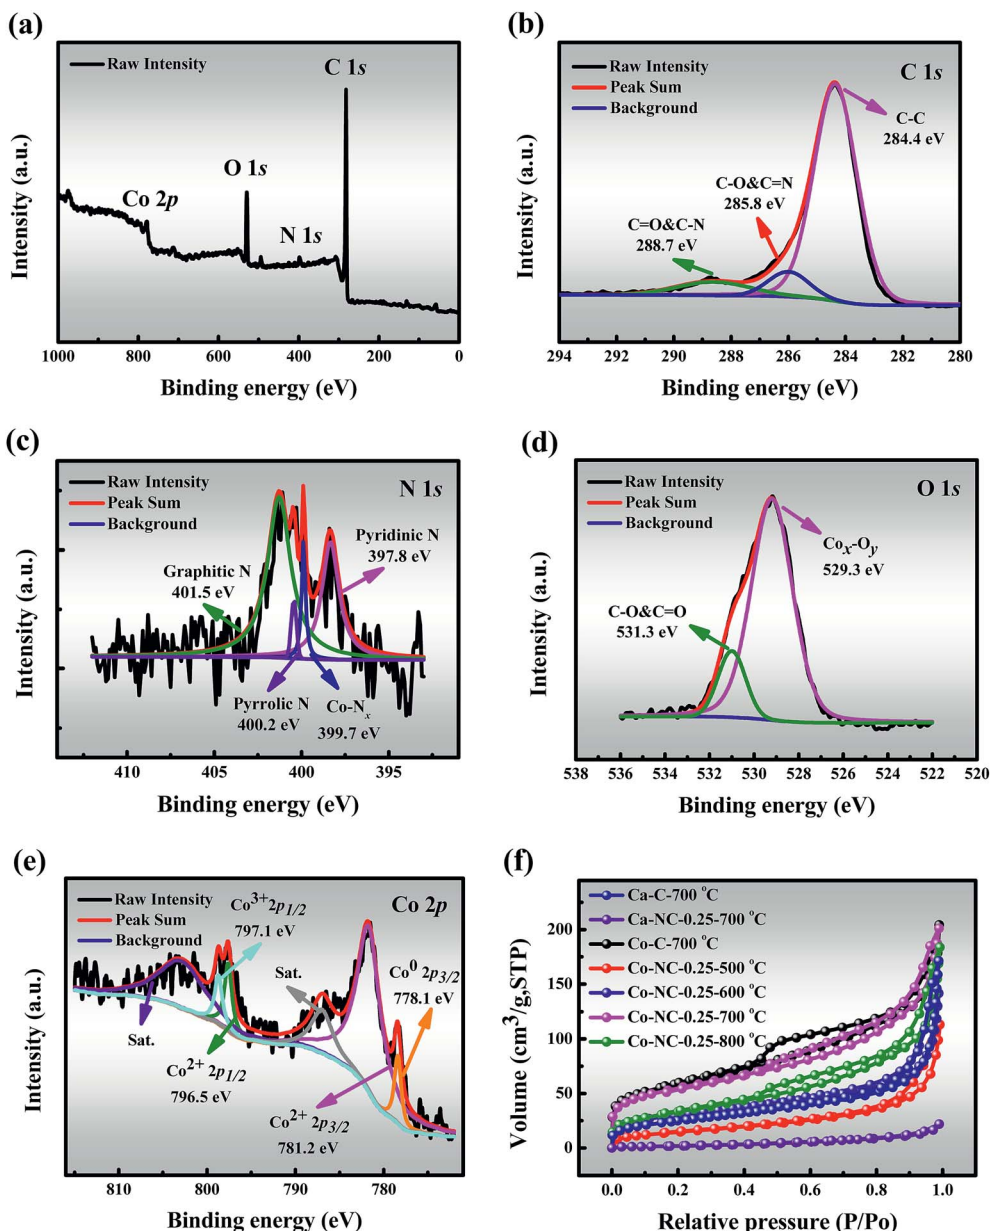 (a)
Raw Intensity
C 1s
O 1s
Co 2p
N 1s
Intensity (a.u.)
1000 800 600 400 200 0
Binding energy (eV)
(b)
Raw Intensity
Peak Sum
Background
C 1s
C-C
284.4 eV
C-O&C=N
285.8 eV
C=O&C-N
288.7 eV
Intensity (a.u.)
294 292 290 288 286 284 282 280
Binding energy (eV)
(c)
Raw Intensity
Peak Sum
Background
N 1s
Pyridinic N
397.8 eV
Graphitic N
401.5 eV
Pyrrolic N
400.2 eV
Co-Nx
399.7 eV
Intensity (a.u.)
410 405 400 395
Binding energy (eV)
(d)
Raw Intensity
Peak Sum
Background
O 1s
Cox-Oy
529.3 eV
C-O&C=O
531.3 eV
Intensity (a.u.)
538 536 534 532 530 528 526 524 522 520
Binding energy (eV)
(e)
Raw Intensity
Peak Sum
Background
Co 2p
Co3+ 2p1/2
797.1 eV
Sat.
Co0 2p3/2
778.1 eV
Sat.
Co2+ 2p1/2
796.5 eV
Co2+ 2p3/2
781.2 eV
Intensity (a.u.)
810 800 790 780
Binding energy (eV)
(f)
Ca-C-700 °C
Ca-NC-0.25-700 °C
Co-C-700 °C
Co-NC-0.25-500 °C
Co-NC-0.25-600 °C
Co-NC-0.25-700 °C
Co-NC-0.25-800 °C
Volume (cm3/g,STP)
200
150
100
50
0
0.0 0.2 0.4 0.6 0.8 1.0
Relative pressure (P/Po)